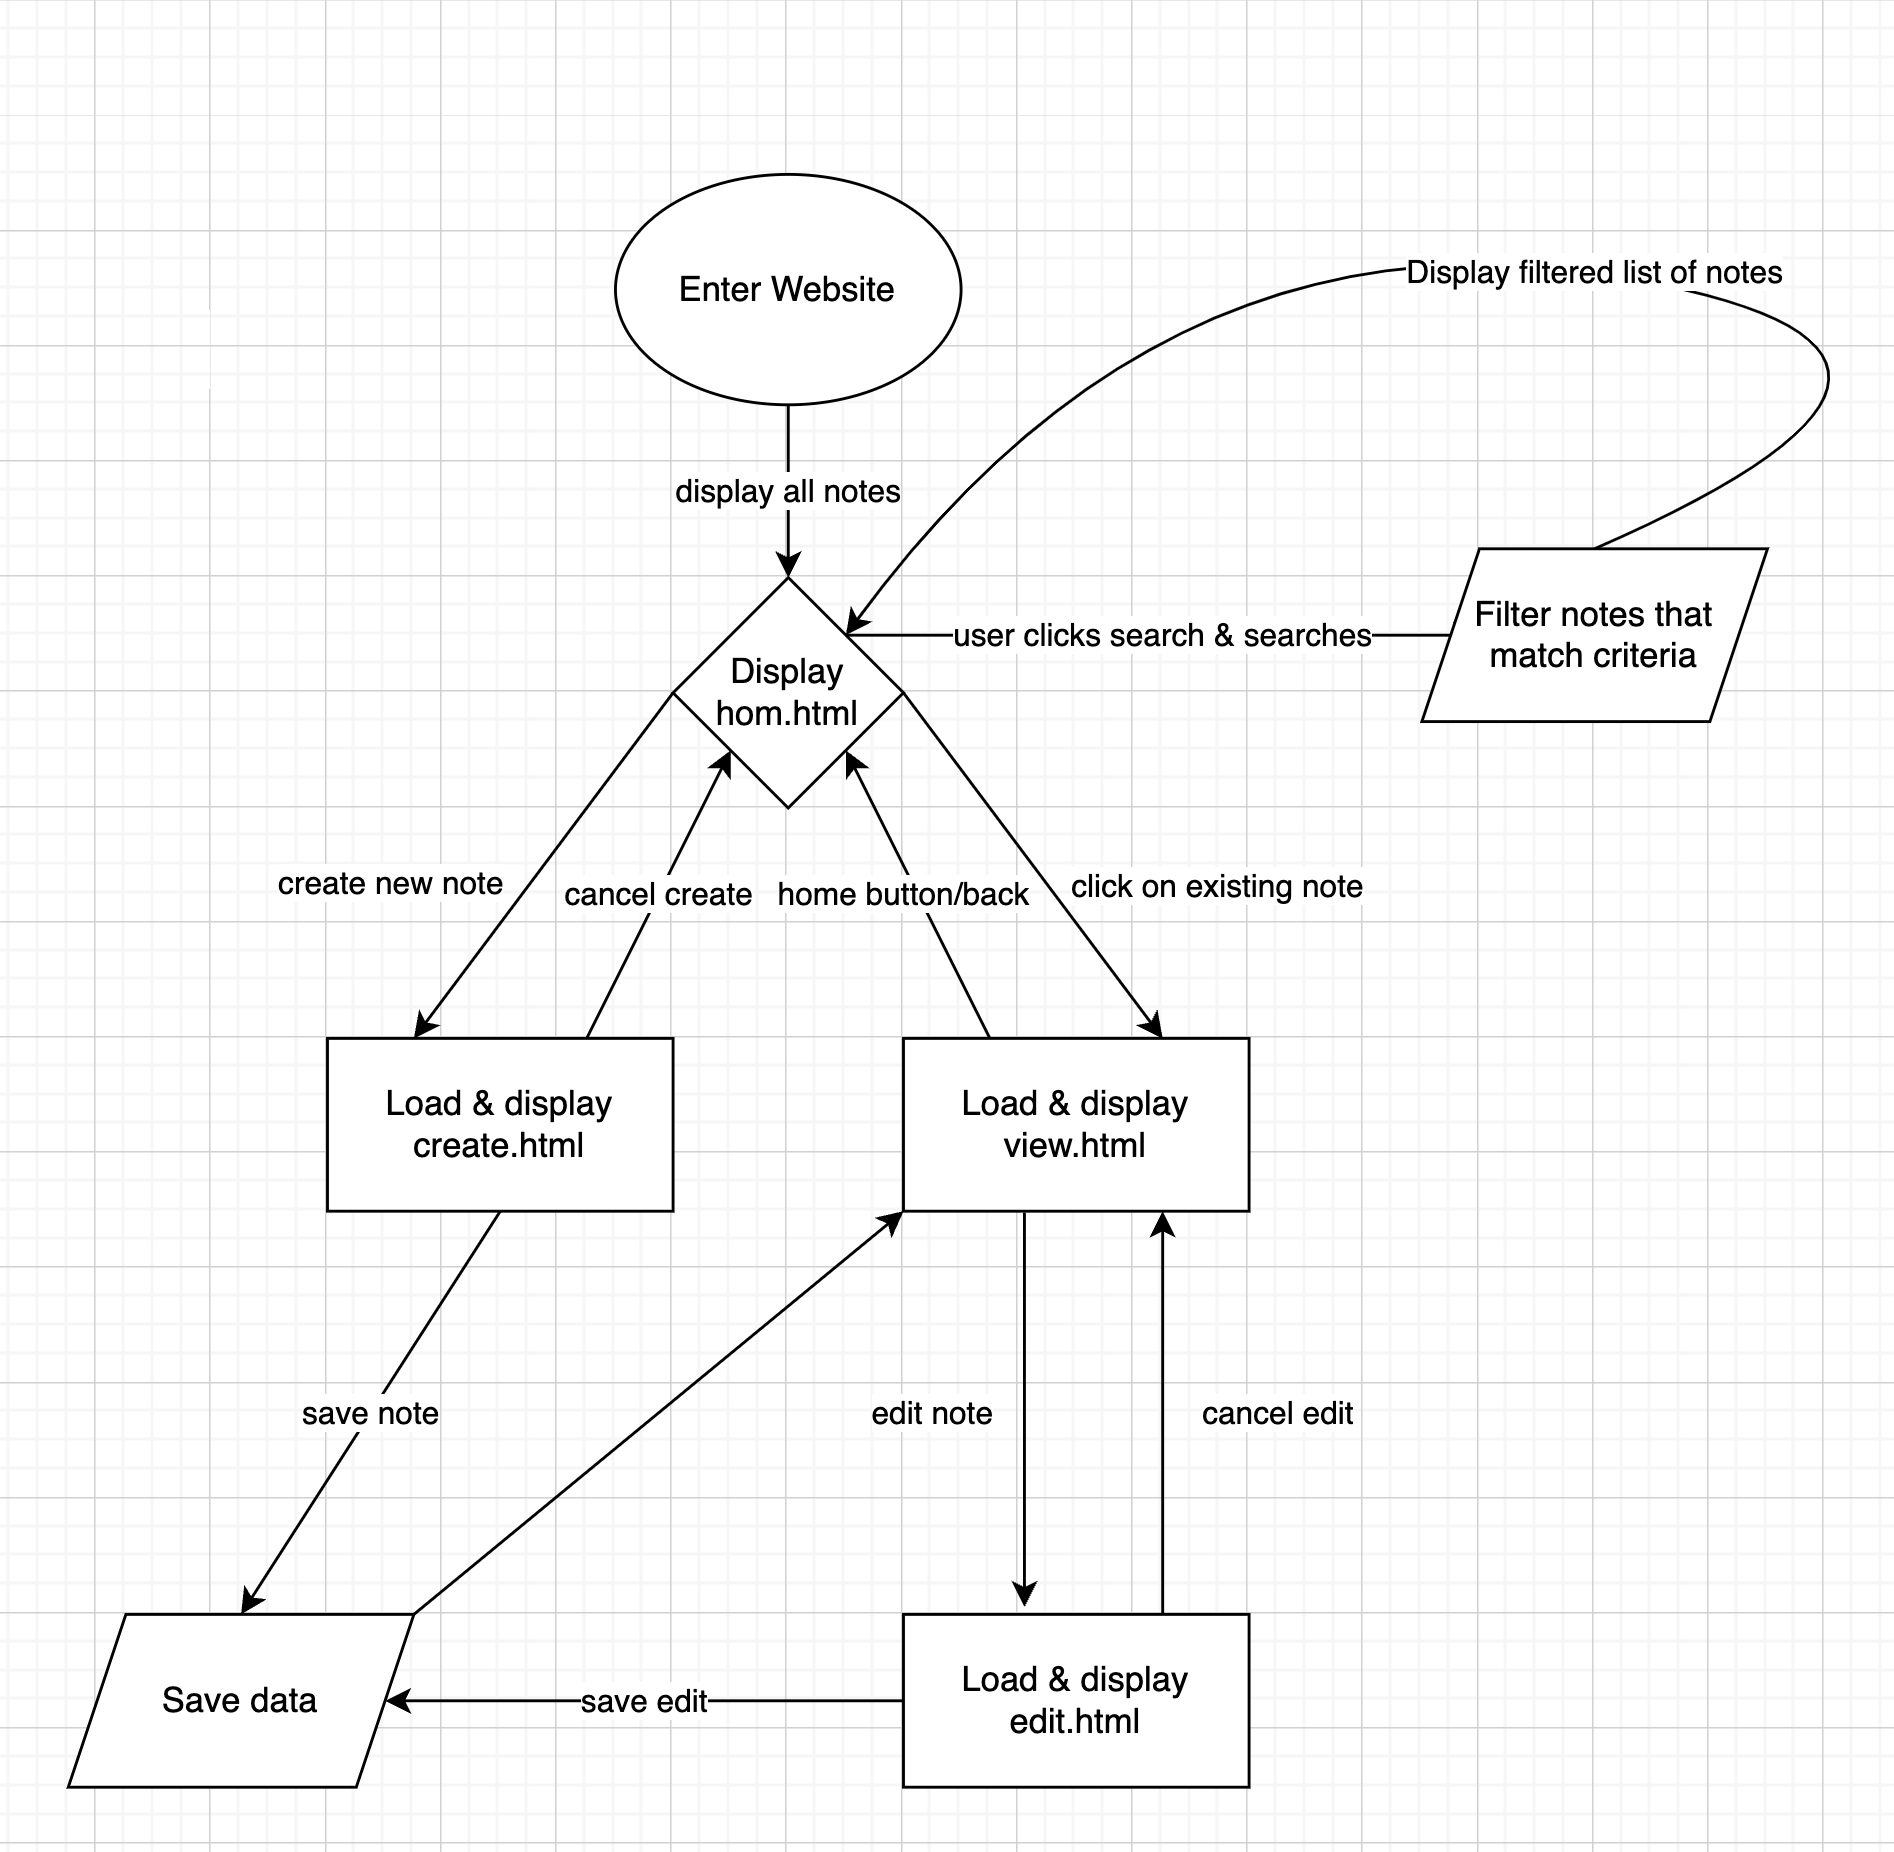 Enter Website
Display filtered list of notes
display all notes
user clicks search & searches
Filter notes that
match criteria
Display
hom.html
create new note
cancel create
home button/back
click on existing note
Load & display
create.html
Load & display
view.html
save note
edit note
cancel edit
Save data
save edit
Load & display
edit.html